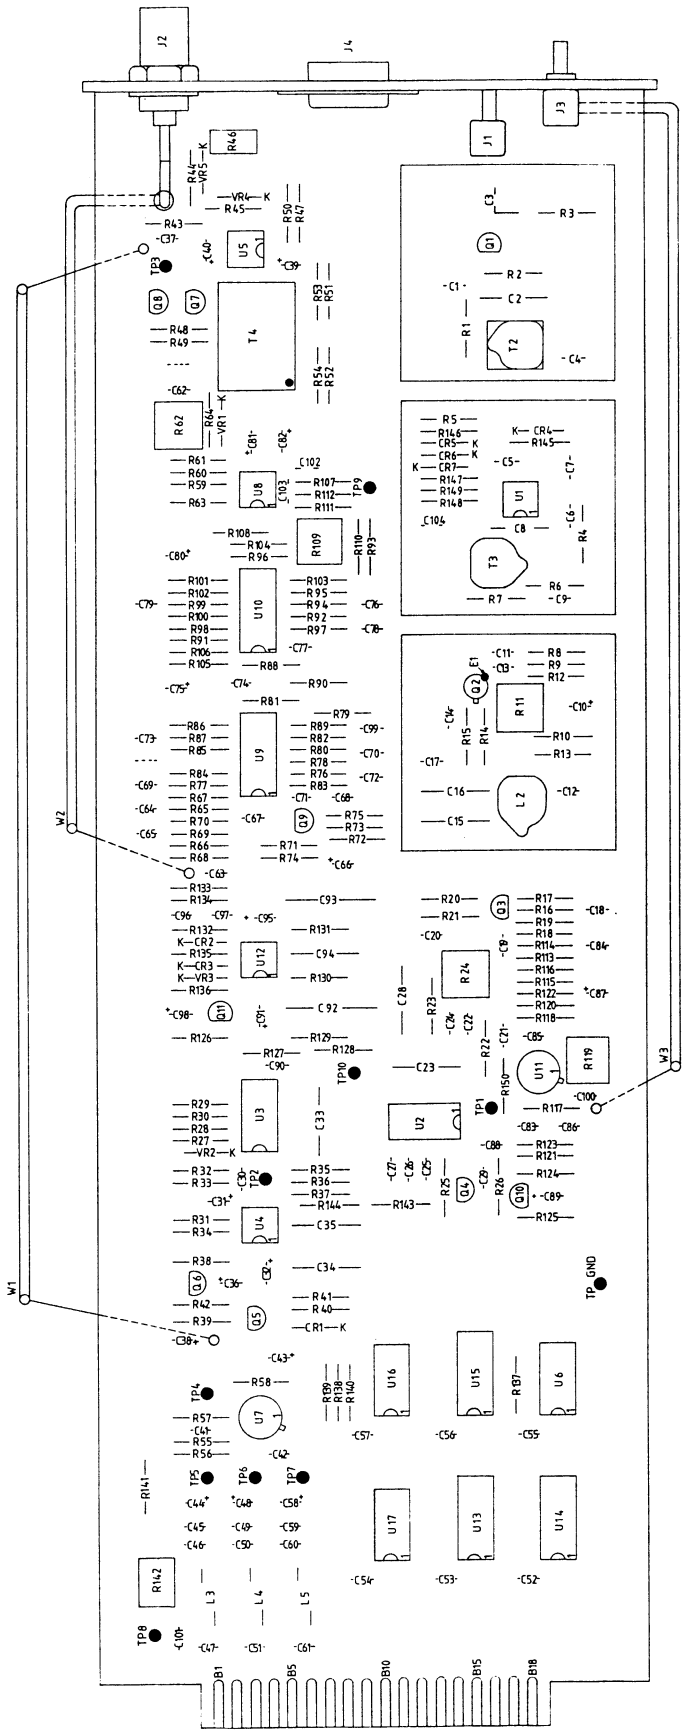 J2
J4
J1
J3
R46
R44
VR5 K
VR4 K
R45
R43
C37
C40
+
U5
1
R50
R47
+
C39
TP3
C3
R3
Q1
R2
C1
C2
R1
T2
C4
Q8
Q7
R48
R49
T4
R53
R51
R54
R52
C62
R62
R64
VR1 K
C81
+
C82
+
R61
R60
R59
R63
U8
1
C102
C103
R107
R112
R111
TP9
R5
R146
CR5 K
CR6 K
K CR7
R147
R149
R148
C104
K CR4
R145
C5
C7
U1
1
C6
C8
R4
T3
R6
R7
C9
R108
R104
R96
R109
R110
R93
C80 +
R101
R102
C79
R99
R100
R98
R91
R106
R105
U10
1
R103
R95
R94
C76
R92
R97
C78
C77
R88
C75 +
C74
R90
R81
R79
E1
C11
C13
R8
R9
R12
Q2
R11
C10 +
C14
R15
R14
R10
R13
C17
C16
L2
C12
C15
R86
C73
R87
R85
R84
C69
R77
R67
C64
R65
R70
C65
R69
R66
R68
C63
U9
1
R89
C99
R82
R80
C70
R78
R76
C72
R83
C71
C68
C67
Q9
R75
R73
R72
R71
R74
+
C66
W2
R133
R134
C96
C97
+
C95
C93
R132
K CR2
R135
K CR3
K VR3
R136
U12
1
R131
C94
R130
+
C98
Q11
C91
+
C92
R126
R129
R127
R128
C90
TP10
R20
R21
Q3
R17
R16
C18
R19
R18
C20
C19
R114
C84
R113
R116
R115
R122
+
C87
R120
R118
R24
C28
R23
C24
C22
R22
C21
C85
U11
R119
C23
R150
W3
C100
R117
U2
1
TP1
C83
C86
R29
R30
R28
R27
VR2 K
U3
1
C33
C88
R123
R121
R32
R33
C30
TP2
R35
R36
R37
R144
C27
C26
C25
R25
Q4
C29
R26
Q10
R124
+
C89
R125
R143
C31 +
R31
R34
U4
1
C35
R38
Q6
+
C36
C32 +
C34
TP GND
R42
R39
Q5
R41
R40
CR1 K
C38 +
W1
C43 +
TP4
R58
R139
R138
R140
U16
1
U15
1
R137
U6
1
R57
C41
R55
R56
U7
1
C42
C57
C56
C55
R141
TP5
TP6
TP7
C44 +
+
C48
C58 +
C45
C49
C59
C46
C50
C60
U17
1
U13
1
U14
1
R142
L3
L4
L5
C54
C53
C52
TP8
C101
C47
C51
C61
B1
B5
B10
B15
B18